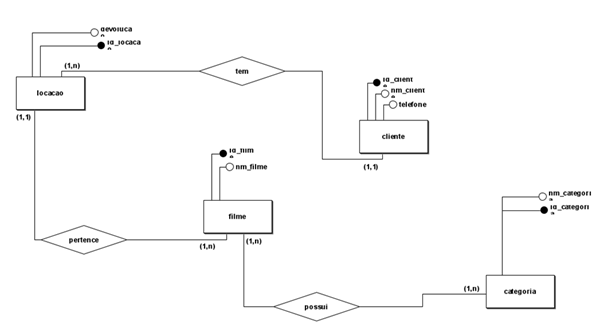 devoluca
o
id_locaca
o
(1,n)
tem
locacao
(1,1)
id_client
e
nm_client
e
telefone
cliente
(1,1)
id_film
e
nm_filme
filme
pertence
(1,n)
(1,n)
nm_categori
a
id_categori
a
(1,n)
categoria
possui